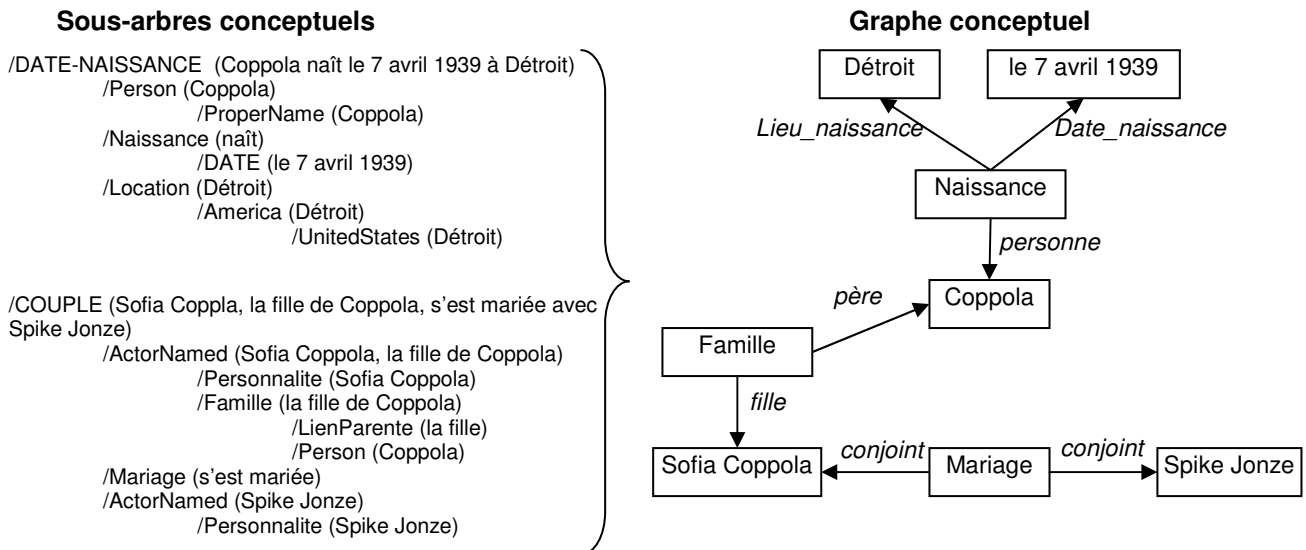 Sous-arbres conceptuels
/DATE-NAISSANCE (Coppola naît le 7 avril 1939 à Détroit)
/Person (Coppola)
/ProperName (Coppola)
/Naissance (naît)
/DATE (le 7 avril 1939)
/Location (Détroit)
/America (Détroit)
/UnitedStates (Détroit)
/COUPLE (Sofia Coppla, la fille de Coppola, s'est mariée avec
Spike Jonze)
/ActorNamed (Sofia Coppola, la fille de Coppola)
/Personnalite (Sofia Coppola)
/Famille (la fille de Coppola)
/LienParente (la fille)
/Person (Coppola)
/Mariage (s'est mariée)
/ActorNamed (Spike Jonze)
/Personnalite (Spike Jonze)
Graphe conceptuel
Détroit
le 7 avril 1939
Lieu_naissance
Date_naissance
Naissance
personne
père
Coppola
Famille
fille
Sofia Coppola
conjoint
Mariage
conjoint
Spike Jonze